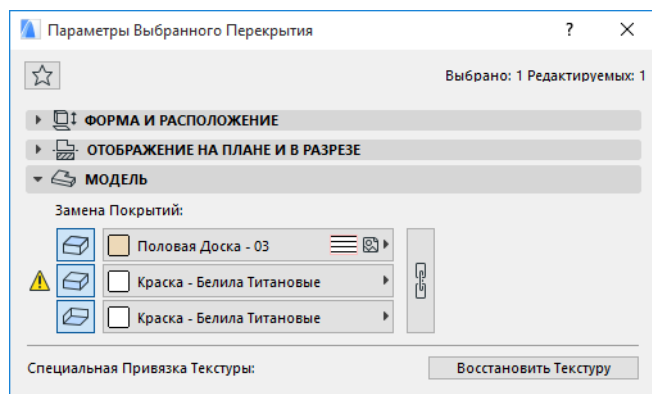 Параметры Выбранного Перекрытия ?
Выбрано: 1 Редактируемых: 1
ФОРМА И РАСПОЛОЖЕНИЕ
ОТОБРАЖЕНИЕ НА ПЛАНЕ И В РАЗРЕЗЕ
МОДЕЛЬ
Замена Покрытий:
Половая Доска - 03
Краска - Белила Титановые
Краска - Белила Титановые
Специальная Привязка Текстуры: Восстановить Текстуру